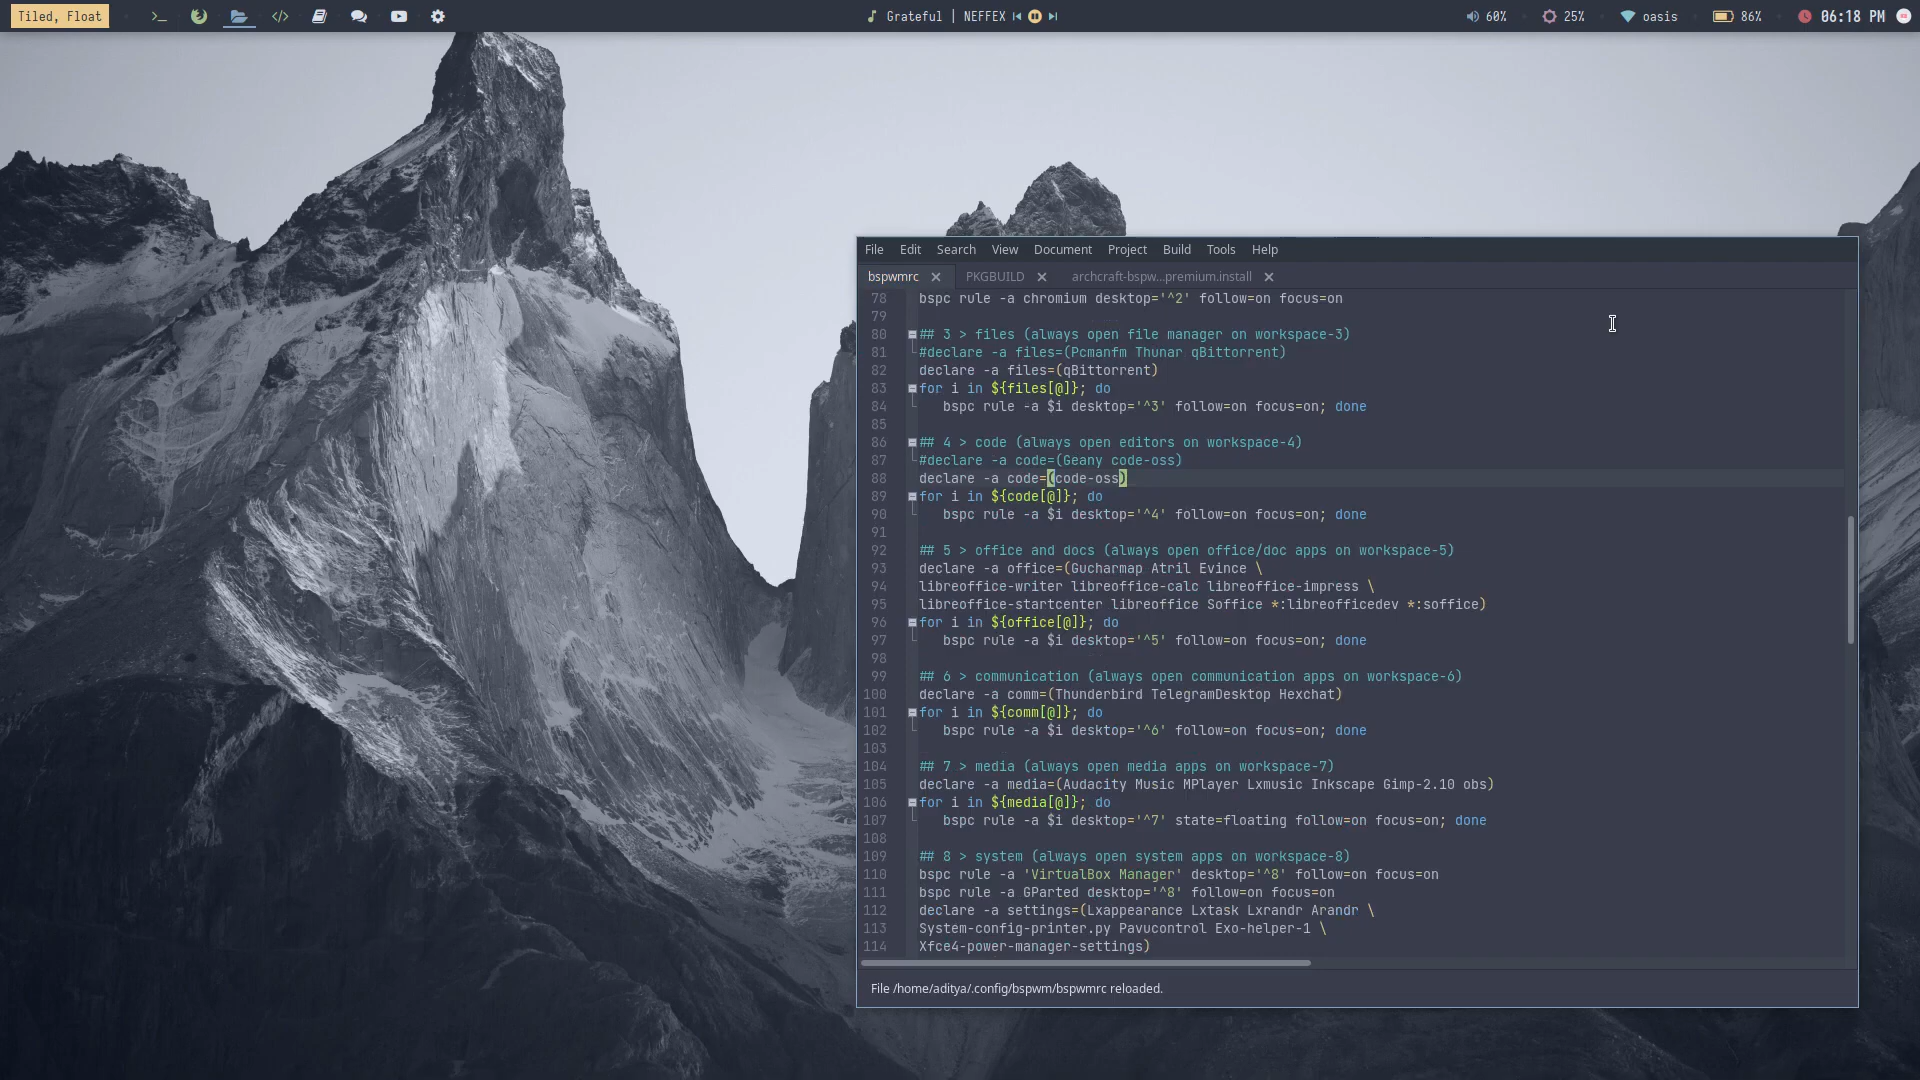 Tiled, Float
Grateful | NEFFEX
60%
25%
oasis
86%
06:18 PM
File Edit Search View Document Project Build Tools Help
bspwmrc PKGBUILD archcraft-bspw...premium.install
78 bspc rule -a chromium desktop='^2' follow=on focus=on
79
80 ## 3 > files (always open file manager on workspace-3)
81 #declare -a files=(Pcmanfm Thunar qBittorrent)
82 declare -a files=(qBittorrent)
83 for i in ${files[@]}; do
84 bspc rule -a $i desktop='^3' follow=on focus=on; done
85
86 ## 4 > code (always open editors on workspace-4)
87 #declare -a code=(Geany code-oss)
88 declare -a code=(code-oss)
89 for i in ${code[@]}; do
90 bspc rule -a $i desktop='^4' follow=on focus=on; done
91
92 ## 5 > office and docs (always open office/doc apps on workspace-5)
93 declare -a office=(Gucharmap Atril Evince \
94 libreoffice-writer libreoffice-calc libreoffice-impress \
95 libreoffice-startcenter libreoffice Soffice *:libreofficedev *:soffice)
96 for i in ${office[@]}; do
97 bspc rule -a $i desktop='^5' follow=on focus=on; done
98
99 ## 6 > communication (always open communication apps on workspace-6)
100 declare -a comm=(Thunderbird TelegramDesktop Hexchat)
101 for i in ${comm[@]}; do
102 bspc rule -a $i desktop='^6' follow=on focus=on; done
103
104 ## 7 > media (always open media apps on workspace-7)
105 declare -a media=(Audacity Music MPlayer Lxmusic Inkscape Gimp-2.10 obs)
106 for i in ${media[@]}; do
107 bspc rule -a $i desktop='^7' state=floating follow=on focus=on; done
108
109 ## 8 > system (always open system apps on workspace-8)
110 bspc rule -a 'VirtualBox Manager' desktop='^8' follow=on focus=on
111 bspc rule -a GParted desktop='^8' follow=on focus=on
112 declare -a settings=(Lxappearance Lxtask Lxrandr Arandr \
113 System-config-printer.py Pavucontrol Exo-helper-1 \
114 Xfce4-power-manager-settings)
File /home/aditya/.config/bspwm/bspwmrc reloaded.